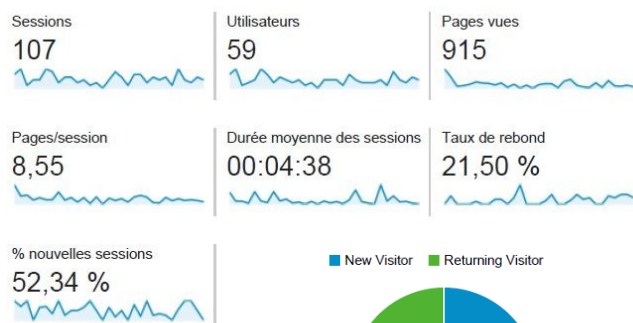 Sessions
107
Utilisateurs
59
Pages vues
915
Pages/session
8,55
Durée moyenne des sessions
00:04:38
Taux de rebond
21,50 %
% nouvelles sessions
52,34 %
New Visitor
Returning Visitor